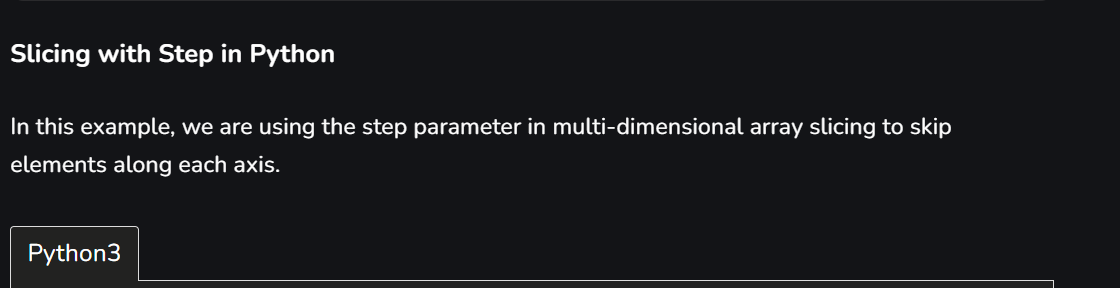 Slicing with Step in Python
In this example, we are using the step parameter in multi-dimensional array slicing to skip
elements along each axis.
Python3